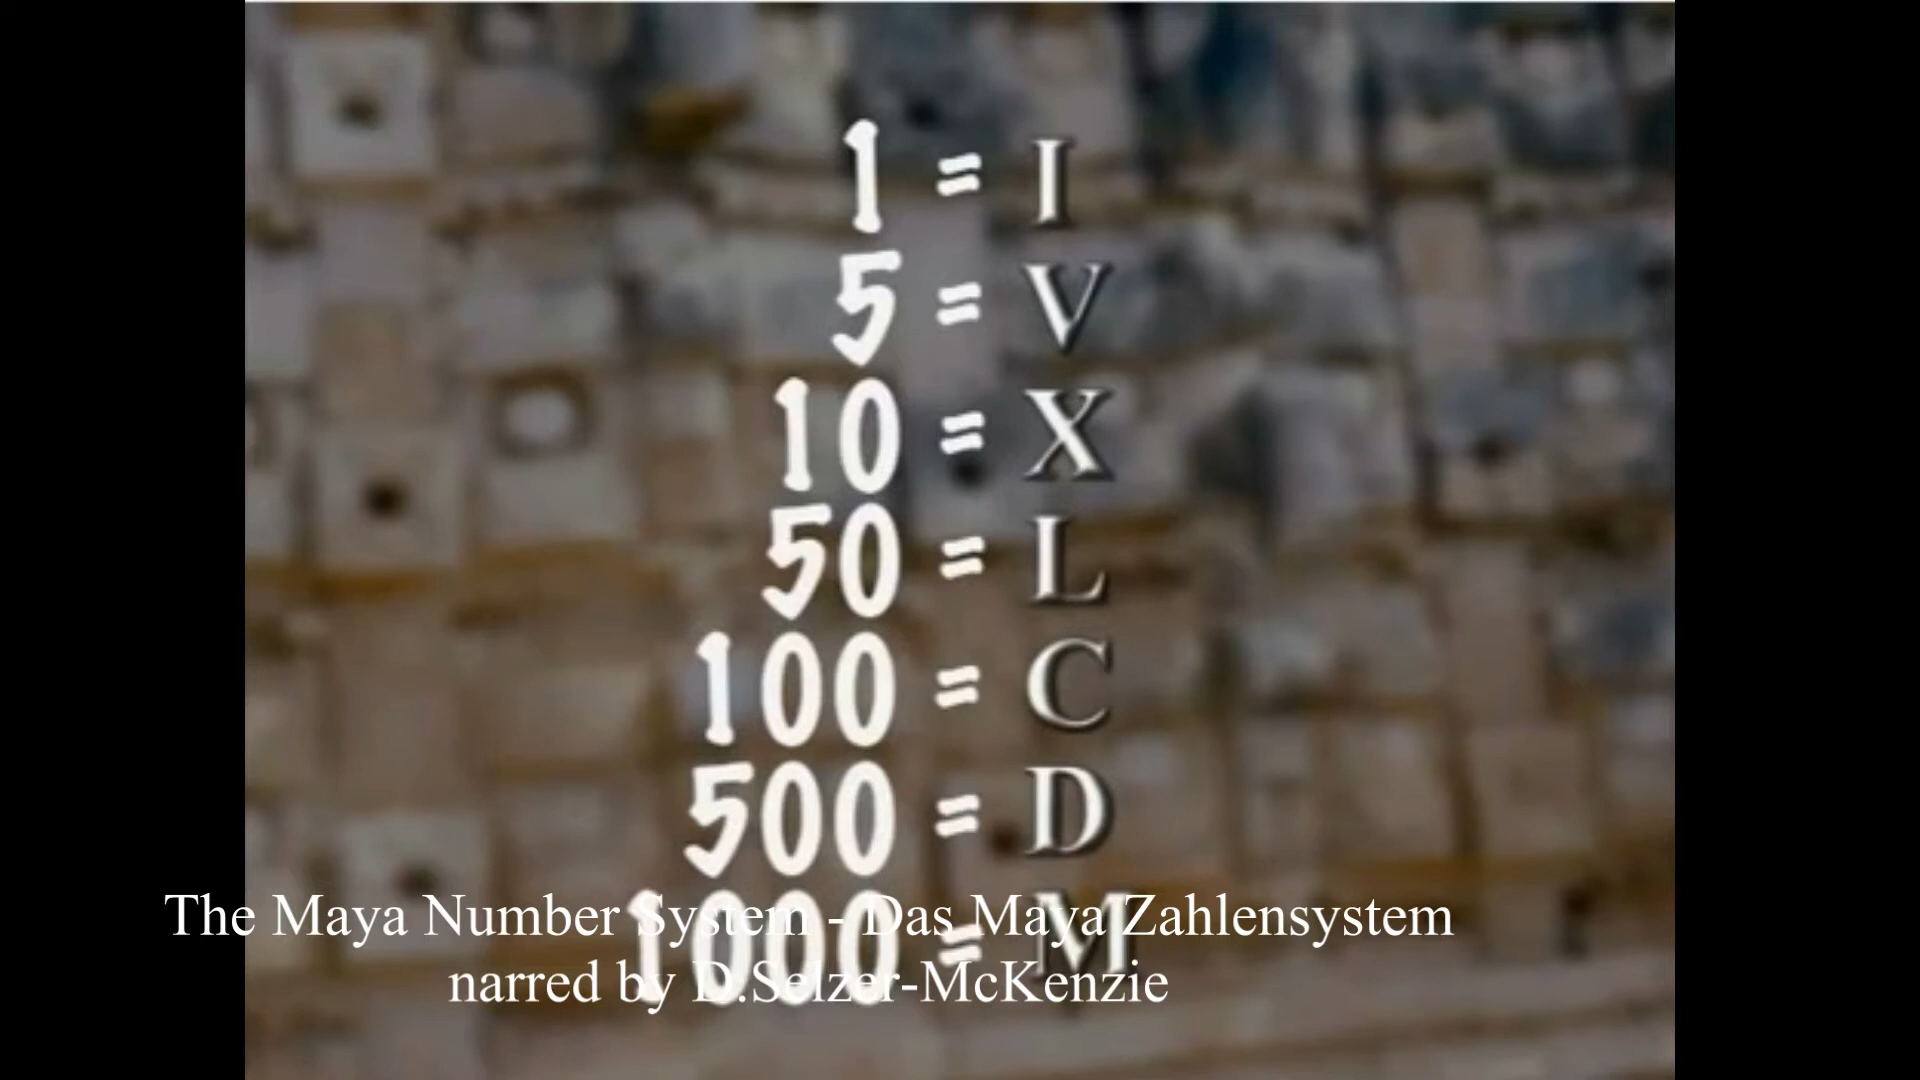 1 = I
5 = V
10 = X
50 = L
100 = C
500 = D
1000 = M
The Maya Number System - Das Maya Zahlensystem
narred by D.Selzer-McKenzie